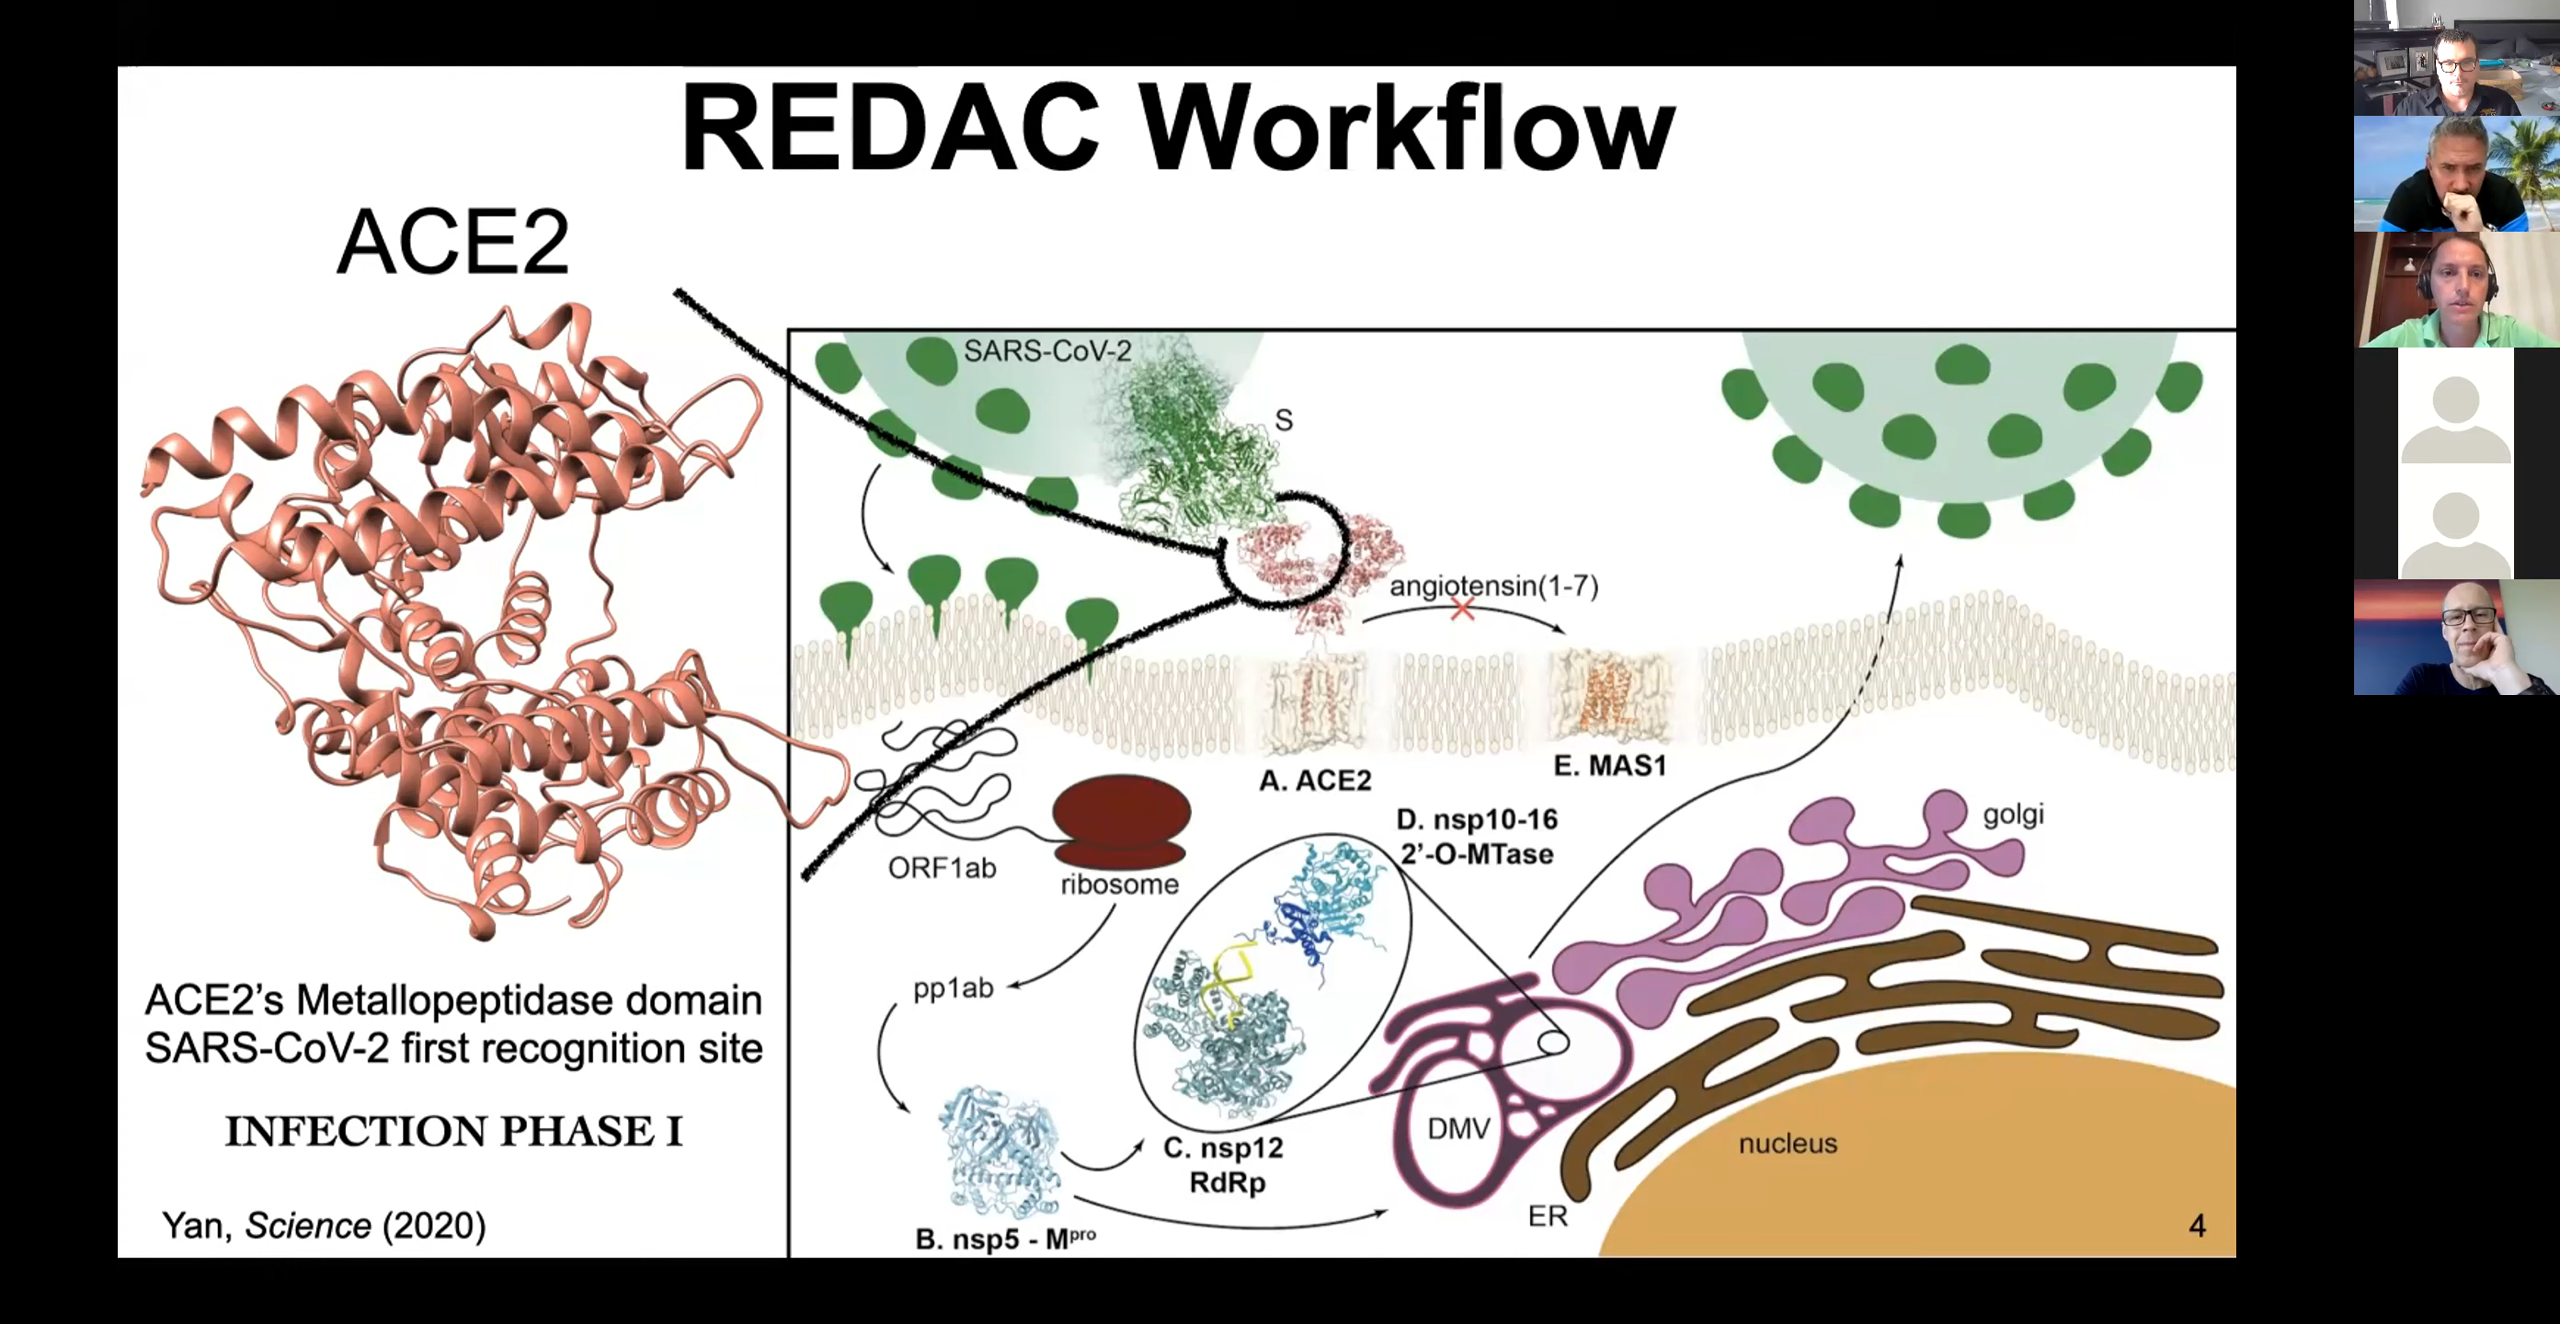 REDAC Workflow
ACE2
ACE2’s Metallopeptidase domain
SARS-CoV-2 first recognition site
INFECTION PHASE I
Yan, Science (2020)
SARS-CoV-2
S
angiotensin(1-7)
A. ACE2
E. MAS1
D. nsp10-16
2’-O-MTase
golgi
ORF1ab
ribosome
pp1ab
DMV
nucleus
C. nsp12
RdRp
ER
B. nsp5 - Mpro
4